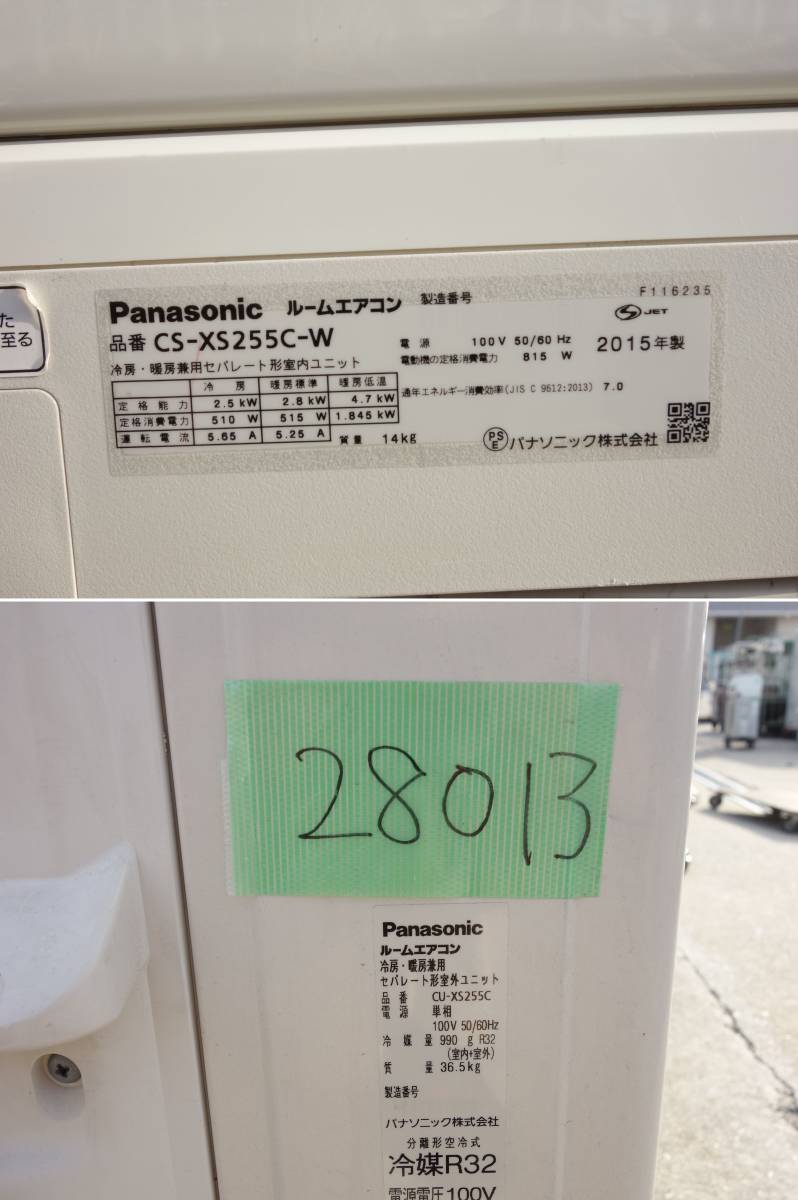 た
至る
Panasonic ルームエアコン 製造番号 F116235
品番 CS-XS255C-W JET
冷房・暖房兼用セパレート形室内ユニット
電源 100V 50/60 Hz 2015年製
電動機の定格消費電力 815 W
冷房 暖房標準 暖房低温
定格能力 2.5 kW 2.8 kW 4.7 kW
定格消費電力 510 W 515 W 1.845 kW
運転電流 5.65 A 5.25 A 質量 14kg
通年エネルギー消費効率(JIS C 9612:2013) 7.0
PSE パナソニック株式会社
28013
Panasonic
ルームエアコン
冷房・暖房兼用
セパレート形室外ユニット
品番 CU-XS255C
電源 単相
100V 50/60Hz
冷媒量 990 g R32
(室内+室外)
質量 36.5kg
製造番号
パナソニック株式会社
分離形空冷式
冷媒R32
電源電圧100V